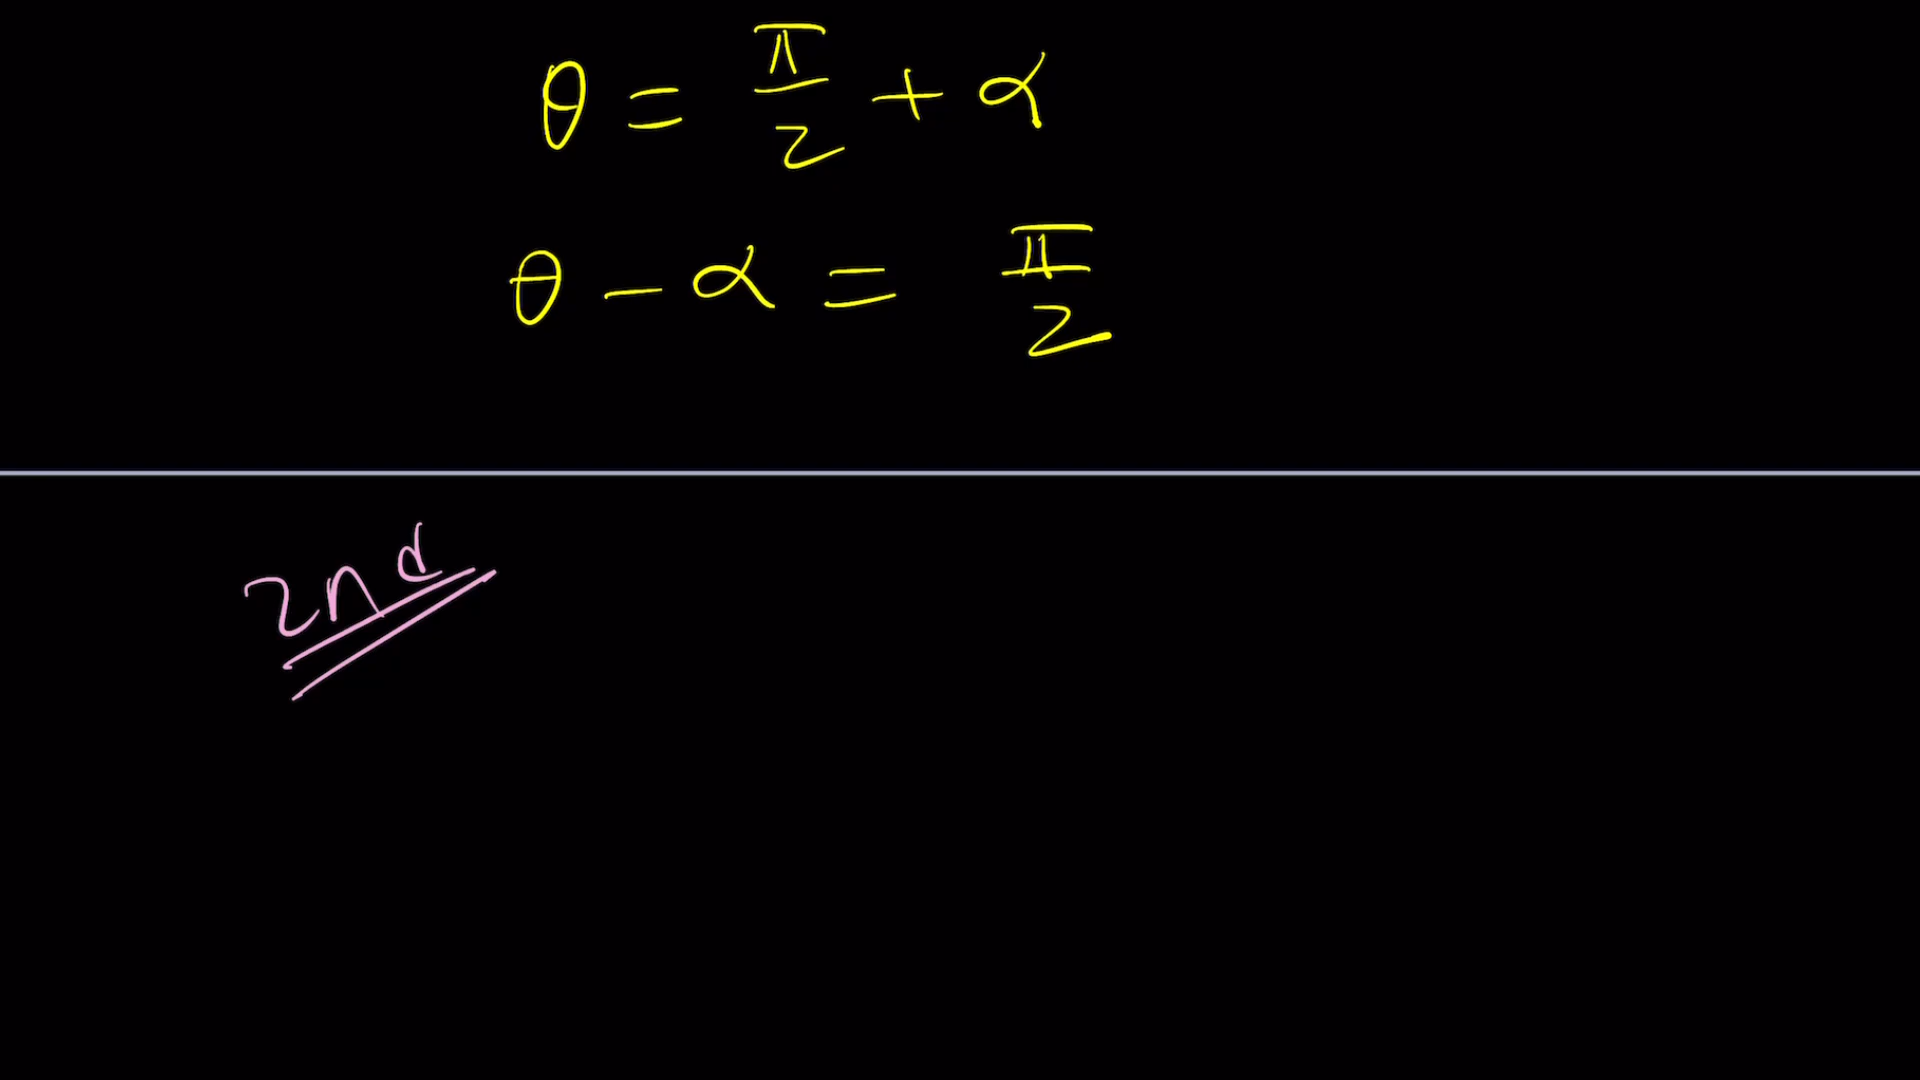 θ = π/2 + α
θ - α = π/2
2nd